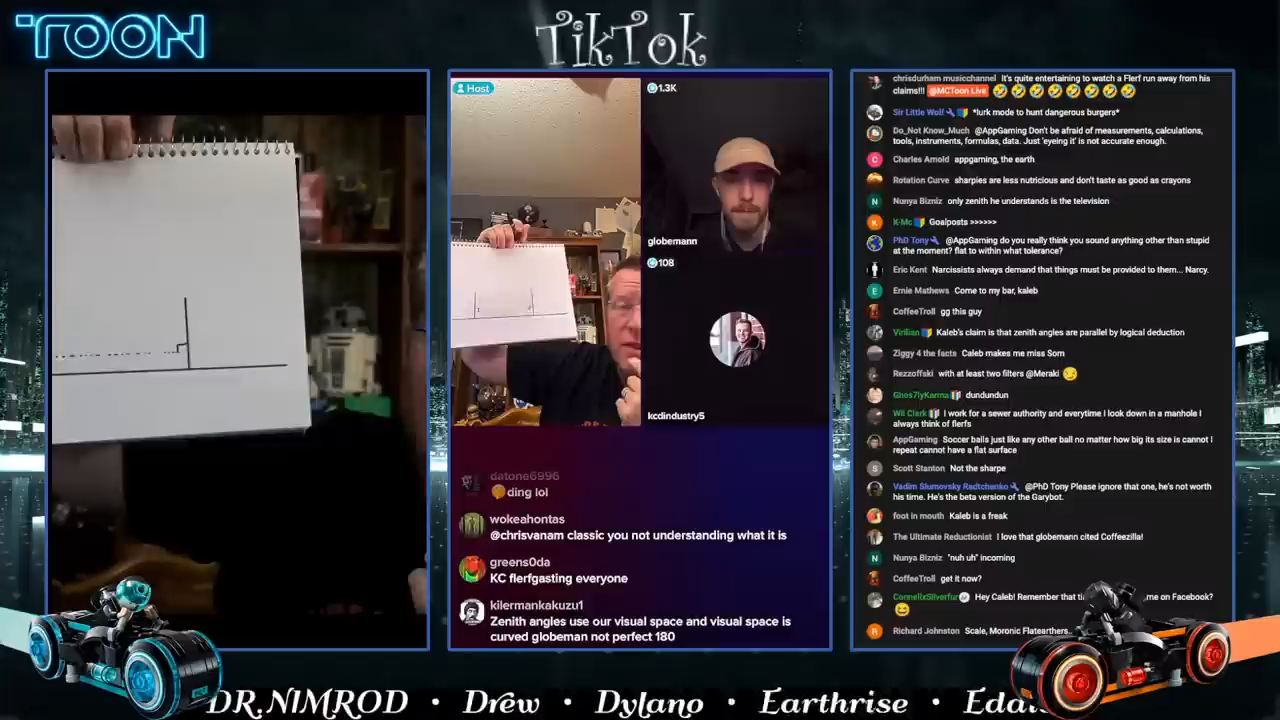 TOON
TikTok
Host
1.3K
globemann
108
kcdindustry5
datone6996
ding lol
wokeahontas
@chrisvanam classic you not understanding what it is
greens0da
KC flerfgasting everyone
kilermankakuzu1
Zenith angles use our visual space and visual space is
curved globeman not perfect 180
chrisdurham musicchannel It's quite entertaining to watch a Flerf run away from his
claims!!! @MCToon Live
Sir Little Wolf *lurk mode to hunt dangerous burgers*
Do_Not Know_Much @AppGaming Don't be afraid of measurements, calculations,
tools, instruments, formulas, data. Just 'eyeing it' is not accurate enough.
Charles Arnold appgaming, the earth
Rotation Curve sharpies are less nutricious and don't taste as good as crayons
Nunya Bizniz only zenith he understands is the television
K-Mc Goalposts >>>>>>
PhD Tony @AppGaming do you really think you sound anything other than stupid
at the moment? flat to within what tolerance?
Eric Kent Narcissists always demand that things must be provided to them... Narcy.
Ernie Mathews Come to my bar, kaleb
CoffeeTroll gg this guy
Virilian Kaleb's claim is that zenith angles are parallel by logical deduction
Ziggy 4 the facts Caleb makes me miss Som
Rezzoffski with at least two filters @Meraki
Ghos7lyKarma dundundun
Wil Clark I work for a sewer authority and everytime I look down in a manhole I
always think of flerfs
AppGaming Soccer balls just like any other ball no matter how big its size is cannot I
repeat cannot have a flat surface
Scott Stanton Not the sharpe
Vadim Slumovsky Radtchenko @PhD Tony Please ignore that one, he's not worth
his time. He's the beta version of the Garybot.
foot in mouth Kaleb is a freak
The Ultimate Reductionist I love that globemann cited Coffeezilla!
Nunya Bizniz "nuh uh" incoming
CoffeeTroll get it now?
Hey Caleb! Remember that me on Facebook?
Richard Johnston Scale, Moronic Flatearthers..
DR.NIMROD • Drew • Dylano • Earthrise •